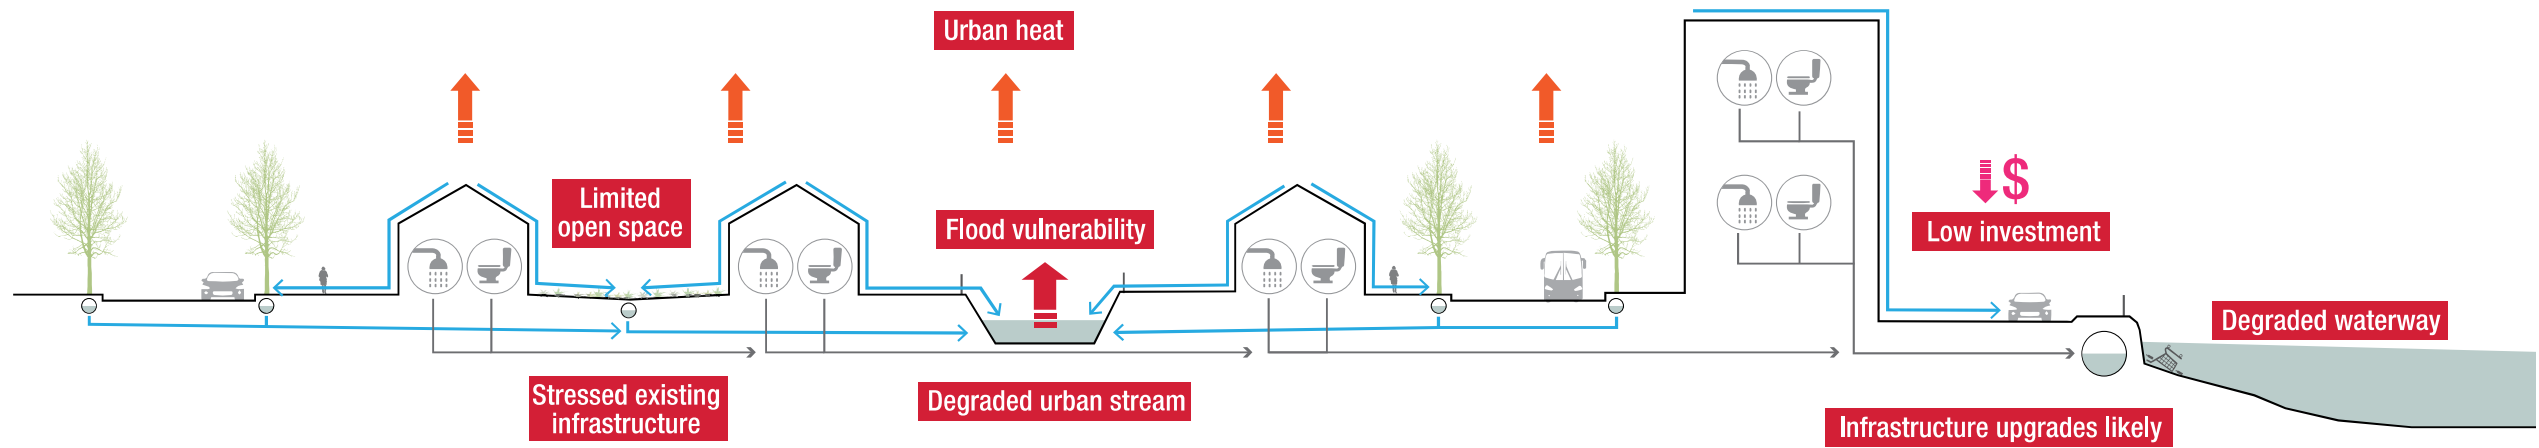 Urban heat
Limited
open space
Flood vulnerability
$
Low investment
Degraded waterway
Stressed existing
infrastructure
Degraded urban stream
Infrastructure upgrades likely